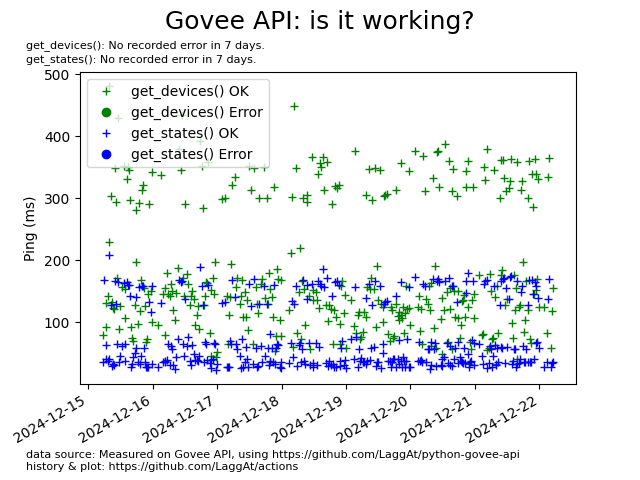 Govee API: is it working?
get_devices(): No recorded error in 7 days.
get_states(): No recorded error in 7 days.
500
400
300
200
100
Ping (ms)
get_devices() OK
get_devices() Error
get_states() OK
get_states() Error
2024-12-15
2024-12-16
2024-12-17
2024-12-18
2024-12-19
2024-12-20
2024-12-21
2024-12-22
data source: Measured on Govee API, using https://github.com/LaggAt/python-govee-api
history & plot: https://github.com/LaggAt/actions